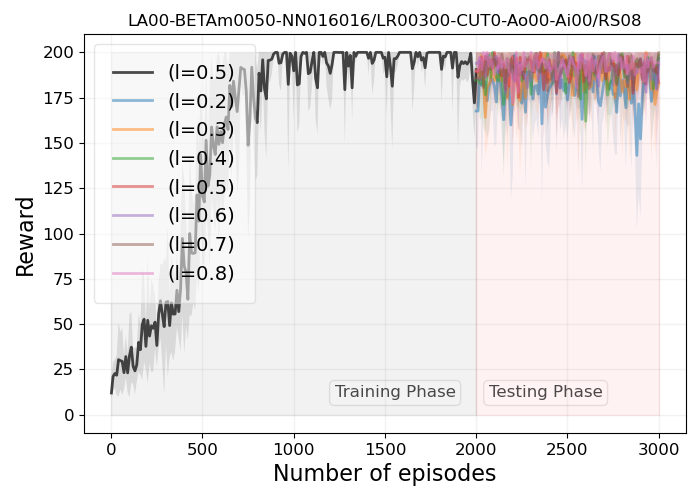 LA00-BETAm0050-NN016016/LR00300-CUT0-Ao00-Ai00/RS08
200
175
150
125
100
75
50
25
0
Reward
(l=0.5)
(l=0.2)
(l=0.3)
(l=0.4)
(l=0.5)
(l=0.6)
(l=0.7)
(l=0.8)
Training Phase
Testing Phase
0
500
1000
1500
2000
2500
3000
Number of episodes